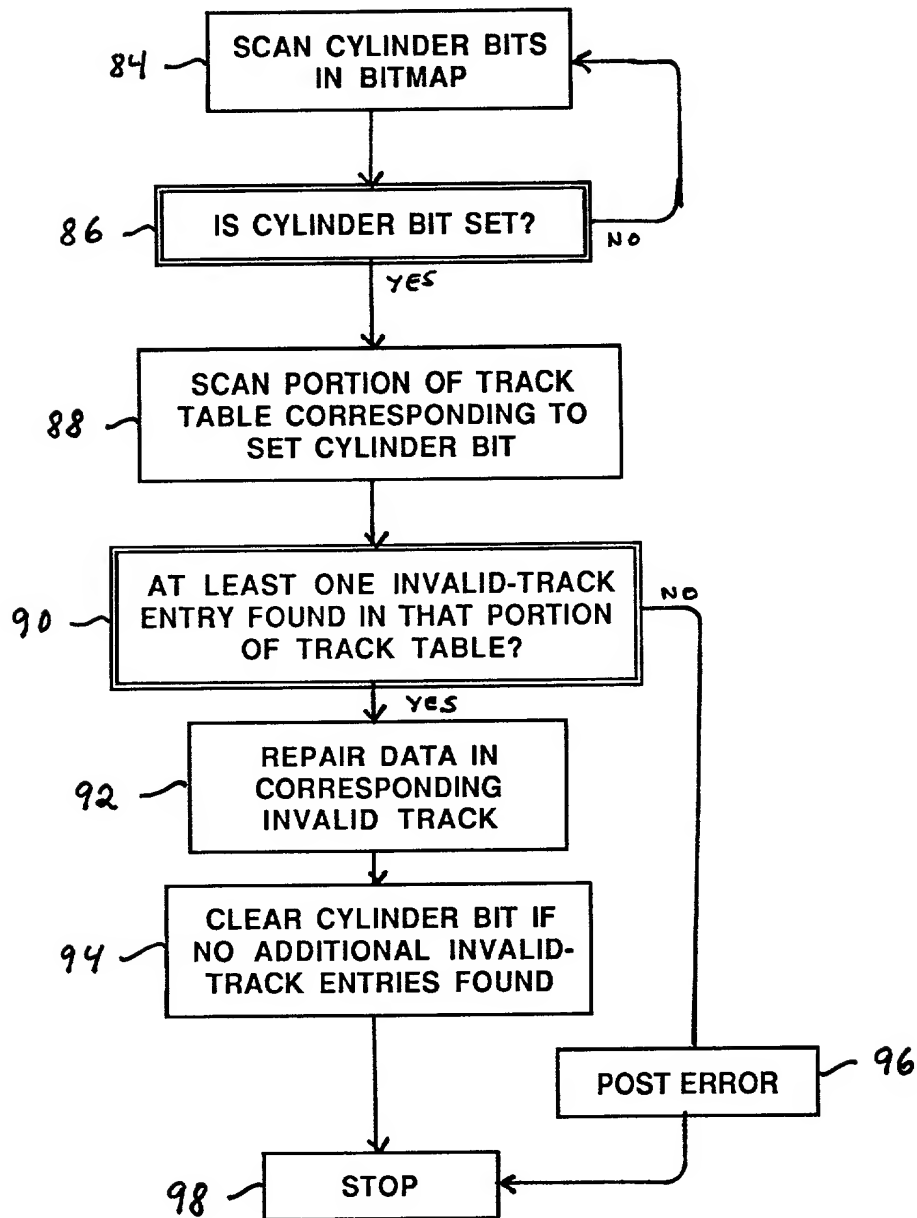 84
SCAN CYLINDER BITS
IN BITMAP
86
IS CYLINDER BIT SET?
NO
YES
88
SCAN PORTION OF TRACK
TABLE CORRESPONDING TO
SET CYLINDER BIT
90
AT LEAST ONE INVALID-TRACK
ENTRY FOUND IN THAT PORTION
OF TRACK TABLE?
NO
YES
92
REPAIR DATA IN
CORRESPONDING
INVALID TRACK
94
CLEAR CYLINDER BIT IF
NO ADDITIONAL INVALID-
TRACK ENTRIES FOUND
POST ERROR
96
98
STOP